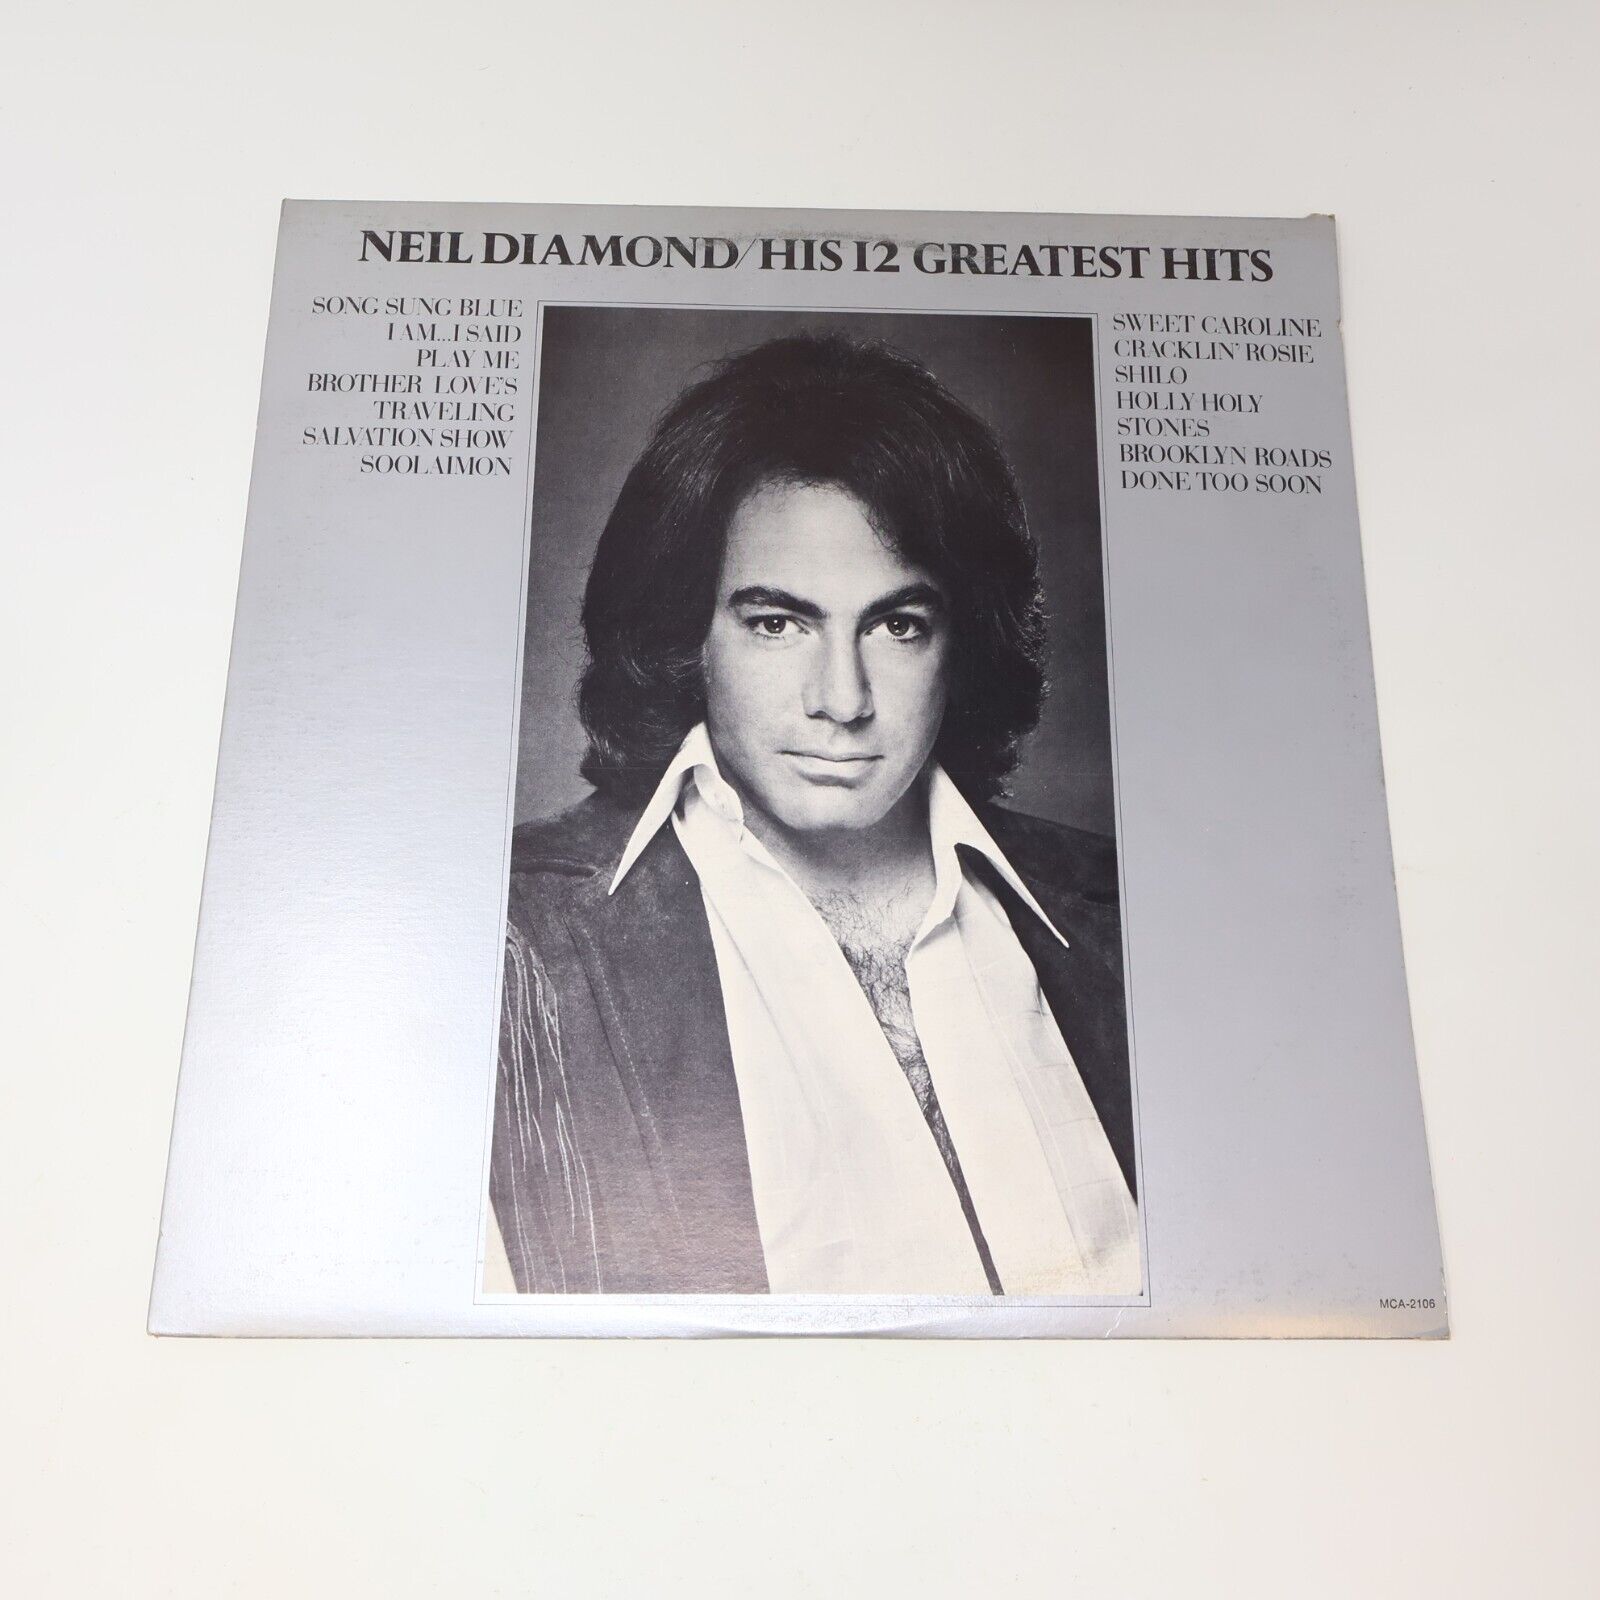 NEIL DIAMOND/HIS 12 GREATEST HITS
SONG SUNG BLUE
I AM...I SAID
PLAY ME
BROTHER LOVE'S
TRAVELING
SALVATION SHOW
SOOLAIMON
SWEET CAROLINE
CRACKLIN' ROSIE
SHILO
HOLLY HOLY
STONES
BROOKLYN ROADS
DONE TOO SOON
MCA-2106